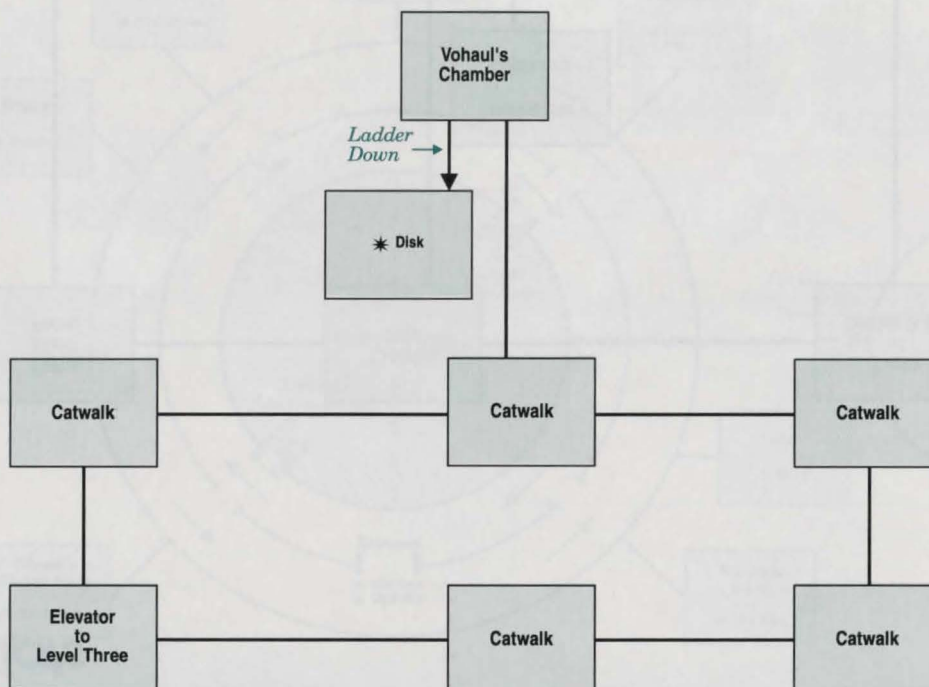 Vohaul's
Chamber
Ladder
Down
✷ Disk
Catwalk
Catwalk
Catwalk
Elevator
to
Level Three
Catwalk
Catwalk